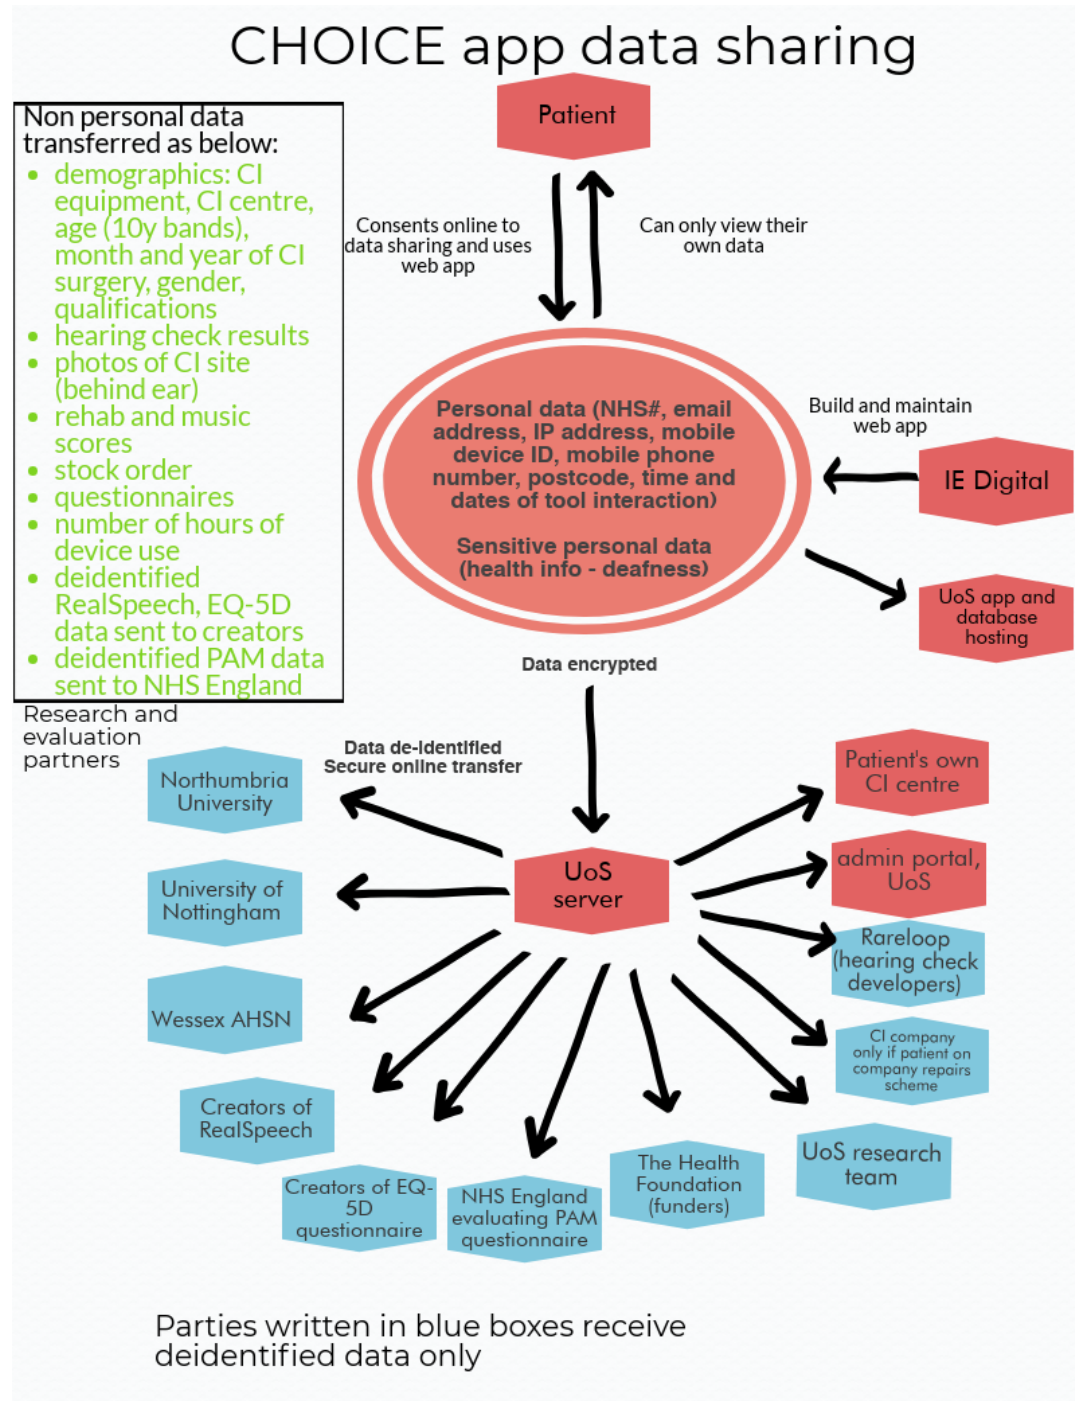 CHOICE app data sharing
Non personal data
transferred as below:
• demographics: CI
equipment, CI centre,
age (10y bands),
month and year of CI
surgery, gender,
qualifications
• hearing check results
• photos of CI site
(behind ear)
• rehab and music
scores
• stock order
• questionnaires
• number of hours of
device use
• deidentified
RealSpeech, EQ-5D
data sent to creators
• deidentified PAM data
sent to NHS England
Patient
Consents online to
data sharing and uses
web app
Can only view their
own data
Personal data (NHS#, email
address, IP address, mobile
device ID, mobile phone
number, postcode, time and
dates of tool interaction)
Sensitive personal data
(health info - deafness)
Build and maintain
web app
IE Digital
UoS app and
database
hosting
Data encrypted
Research and
evaluation
partners
Data de-identified
Secure online transfer
Northumbria
University
University of
Nottingham
Wessex AHSN
Creators of
RealSpeech
Creators of EQ-
5D
questionnaire
NHS England
evaluating PAM
questionnaire
The Health
Foundation
(funders)
UoS research
team
UoS
server
Patient's own
CI centre
admin portal,
UoS
Rareloop
(hearing check
developers)
CI company
only if patient on
company repairs
scheme
Parties written in blue boxes receive
deidentified data only